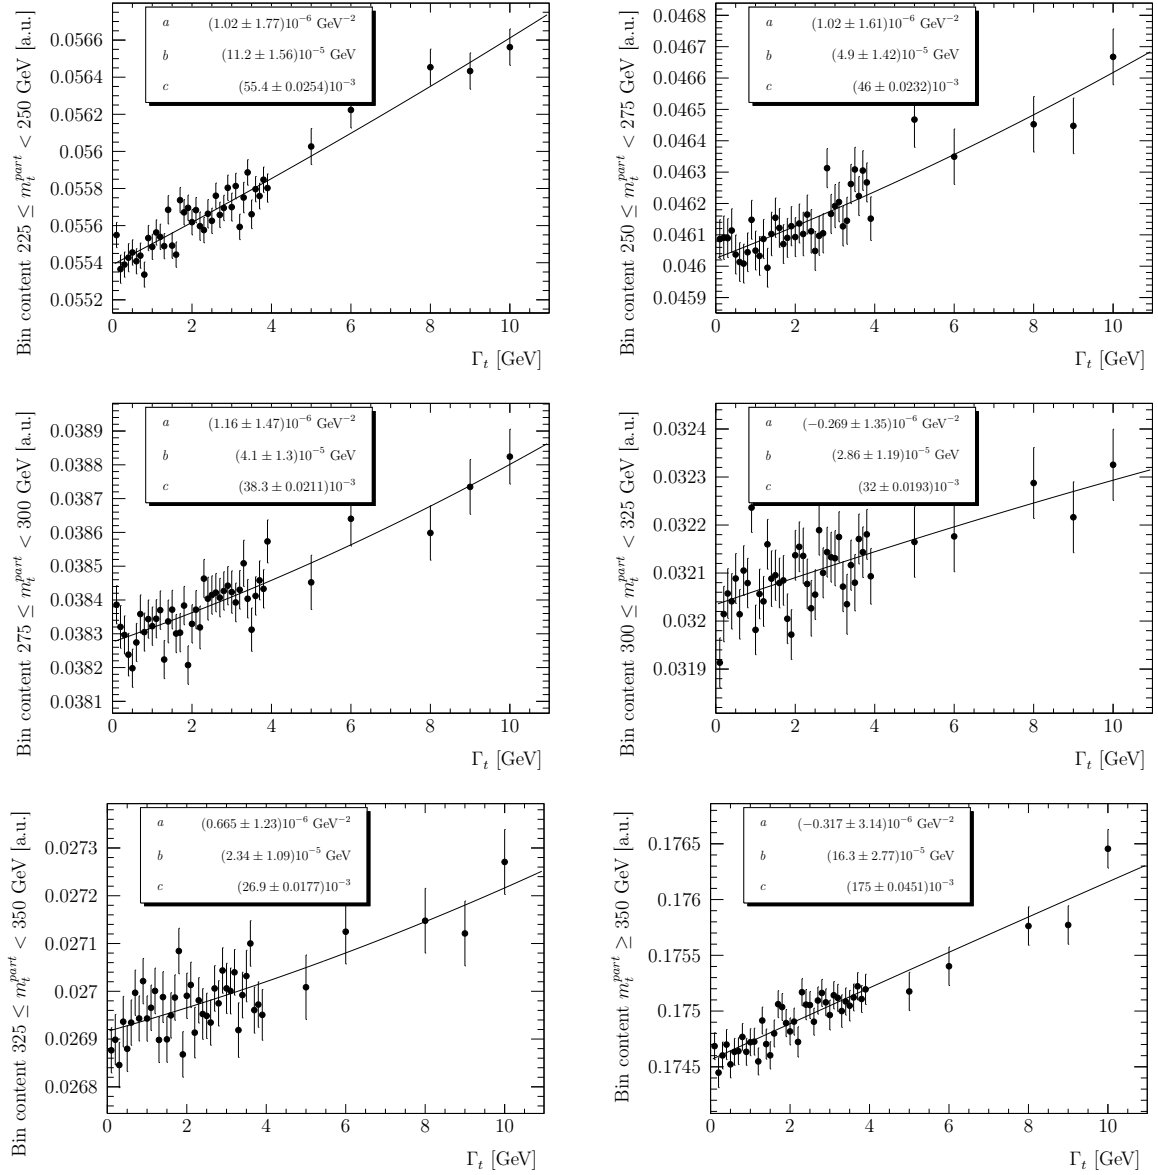 Bin content 225 ≤ m_t^{part} < 250 GeV [a.u.]
0.0566
0.0564
0.0562
0.056
0.0558
0.0556
0.0554
0.0552
a (1.02 ± 1.77)10^{−6} GeV^{−2}
b (11.2 ± 1.56)10^{−5} GeV
c (55.4 ± 0.0254)10^{−3}
0 2 4 6 8 10
Γ_t [GeV]
Bin content 250 ≤ m_t^{part} < 275 GeV [a.u.]
0.0468
0.0467
0.0466
0.0465
0.0464
0.0463
0.0462
0.0461
0.046
0.0459
a (1.02 ± 1.61)10^{−6} GeV^{−2}
b (4.9 ± 1.42)10^{−5} GeV
c (46 ± 0.0232)10^{−3}
0 2 4 6 8 10
Γ_t [GeV]
Bin content 275 ≤ m_t^{part} < 300 GeV [a.u.]
0.0389
0.0388
0.0387
0.0386
0.0385
0.0384
0.0383
0.0382
0.0381
a (1.16 ± 1.47)10^{−6} GeV^{−2}
b (4.1 ± 1.3)10^{−5} GeV
c (38.3 ± 0.0211)10^{−3}
0 2 4 6 8 10
Γ_t [GeV]
Bin content 300 ≤ m_t^{part} < 325 GeV [a.u.]
0.0324
0.0323
0.0322
0.0321
0.032
0.0319
a (−0.269 ± 1.35)10^{−6} GeV^{−2}
b (2.86 ± 1.19)10^{−5} GeV
c (32 ± 0.0193)10^{−3}
0 2 4 6 8 10
Γ_t [GeV]
Bin content 325 ≤ m_t^{part} < 350 GeV [a.u.]
0.0273
0.0272
0.0271
0.027
0.0269
0.0268
a (0.665 ± 1.23)10^{−6} GeV^{−2}
b (2.34 ± 1.09)10^{−5} GeV
c (26.9 ± 0.0177)10^{−3}
0 2 4 6 8 10
Γ_t [GeV]
Bin content m_t^{part} ≥ 350 GeV [a.u.]
0.1765
0.176
0.1755
0.175
0.1745
a (−0.317 ± 3.14)10^{−6} GeV^{−2}
b (16.3 ± 2.77)10^{−5} GeV
c (175 ± 0.0451)10^{−3}
0 2 4 6 8 10
Γ_t [GeV]